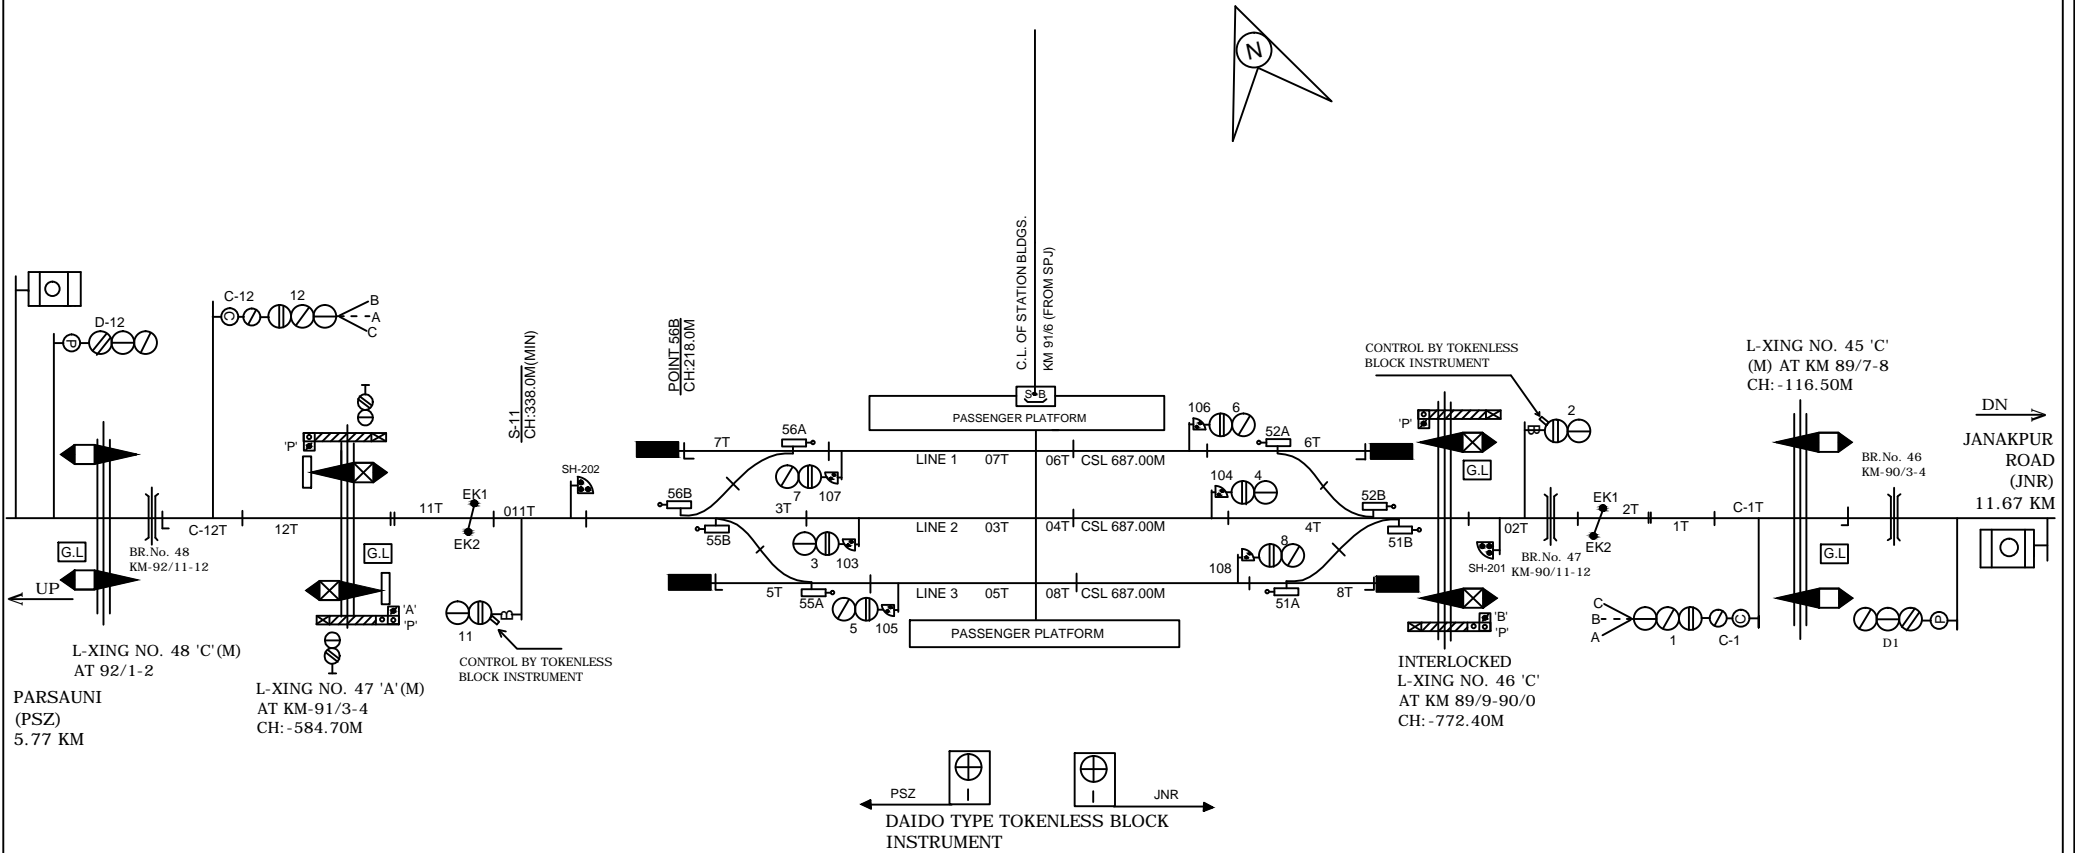 N
C.L. OF STATION BLDGS.
KM 91/6 (FROM SPJ)
D-12
P
C-12
12
C
B
A
C
S-11
CH:338.0M(MIN)
POINT 56B
CH:218.0M
CONTROL BY TOKENLESS
BLOCK INSTRUMENT
2
B
L-XING NO. 45 'C'
(M) AT KM 89/7-8
CH:-116.50M
DN
JANAKPUR
ROAD
(JNR)
11.67 KM
S B
PASSENGER PLATFORM
'P'
'P'
G.L
BR.No. 46
KM-90/3-4
7T
56A
LINE 1
07T
06T
CSL 687.00M
106
6
52A
6T
7
107
104
4
SH-202
56B
52B
C-12T
12T
11T
EK1
EK2
011T
55B
3T
LINE 2
03T
04T
CSL 687.00M
4T
51B
02T
EK1
EK2
2T
1T
C-1T
G.L
BR.No. 48
KM-92/11-12
G.L
3
103
8
108
SH-201
BR.No. 47
KM-90/11-12
G.L
UP
5T
55A
LINE 3
05T
08T
CSL 687.00M
51A
8T
5
105
'A'
'P'
11
B
CONTROL BY TOKENLESS
BLOCK INSTRUMENT
PASSENGER PLATFORM
'B'
'P'
C
B
A
1
C-1
C
D1
P
L-XING NO. 48 'C'(M)
AT 92/1-2
PARSAUNI
(PSZ)
5.77 KM
L-XING NO. 47 'A'(M)
AT KM-91/3-4
CH:-584.70M
INTERLOCKED
L-XING NO. 46 'C'
AT KM 89/9-90/0
CH:-772.40M
PSZ
JNR
DAIDO TYPE TOKENLESS BLOCK
INSTRUMENT